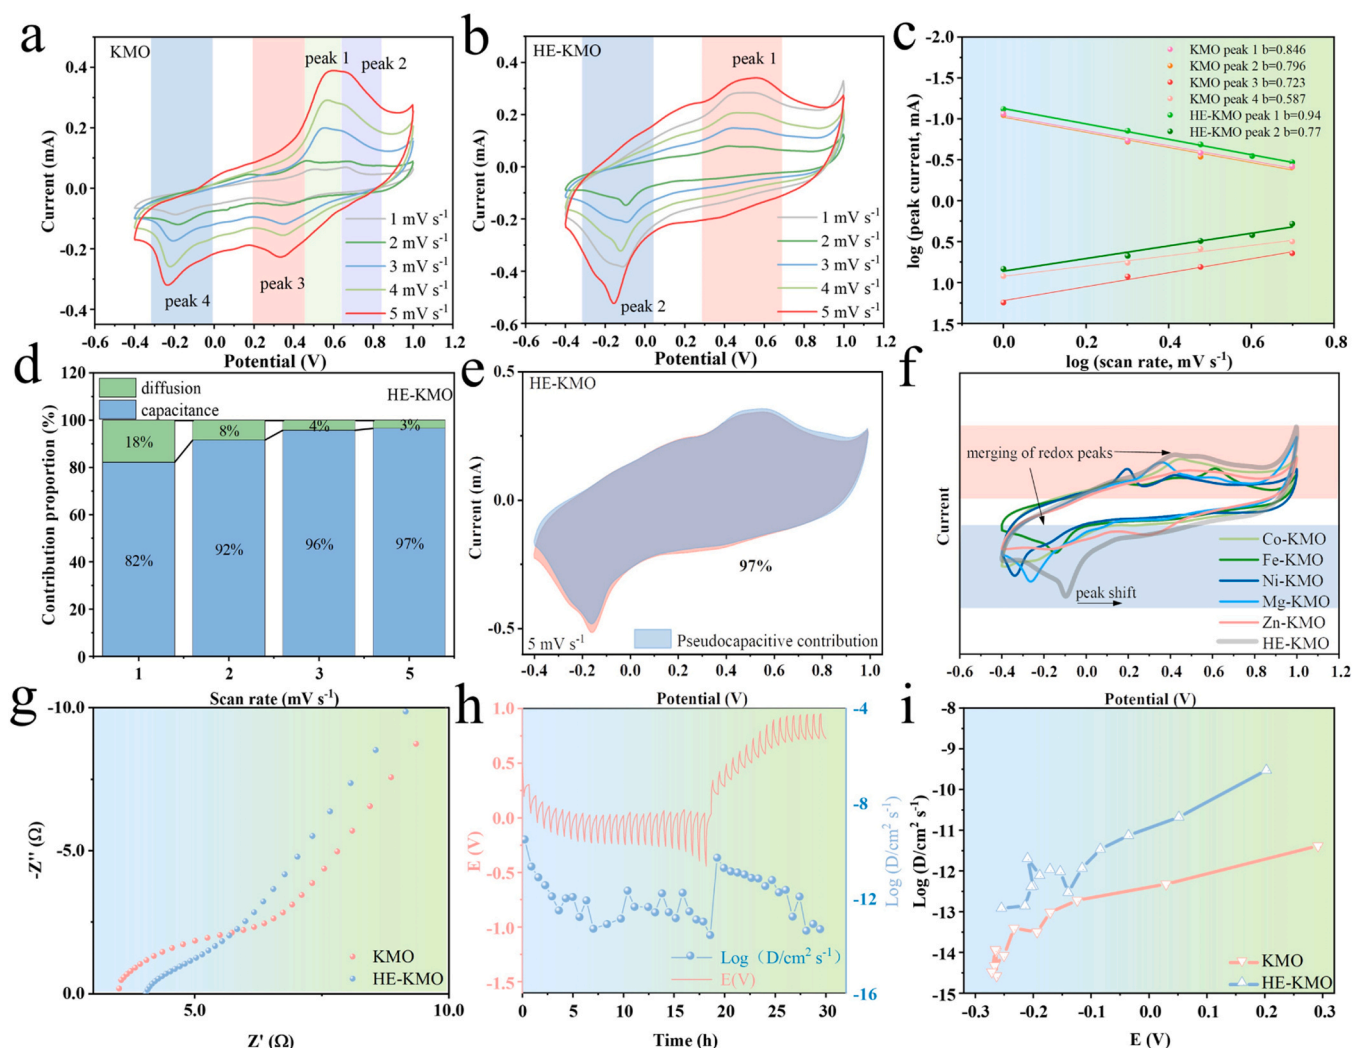 a
KMO
peak 1
peak 2
peak 3
peak 4
1 mV s⁻¹
2 mV s⁻¹
3 mV s⁻¹
4 mV s⁻¹
5 mV s⁻¹
Current (mA)
0.4
0.2
0.0
-0.2
-0.4
-0.6 -0.4 -0.2 0.0 0.2 0.4 0.6 0.8 1.0 1.2
Potential (V)
b
HE-KMO
peak 1
peak 2
1 mV s⁻¹
2 mV s⁻¹
3 mV s⁻¹
4 mV s⁻¹
5 mV s⁻¹
Current (mA)
0.4
0.2
0.0
-0.2
-0.4
-0.6
-0.6 -0.4 -0.2 0.0 0.2 0.4 0.6 0.8 1.0 1.2
Potential (V)
c
KMO peak 1 b=0.846
KMO peak 2 b=0.796
KMO peak 3 b=0.723
KMO peak 4 b=0.587
HE-KMO peak 1 b=0.94
HE-KMO peak 2 b=0.77
log (peak current, mA)
-2.0
-1.5
-1.0
-0.5
0.0
0.5
1.0
1.5
0.0 0.2 0.4 0.6 0.8
log (scan rate, mV s⁻¹)
d
diffusion
capacitance
HE-KMO
18% 8% 4% 3%
82% 92% 96% 97%
Contribution proportion (%)
120
100
80
60
40
20
0
1 2 3 5
Scan rate (mV s⁻¹)
e
HE-KMO
97%
5 mV s⁻¹
Pseudocapacitive contribution
Current (mA)
0.5
0.0
-0.5
-0.4 -0.2 0.0 0.2 0.4 0.6 0.8 1.0 1.2
Potential (V)
f
merging of redox peaks
peak shift
Co-KMO
Fe-KMO
Ni-KMO
Mg-KMO
Zn-KMO
HE-KMO
Current
-0.6 -0.4 -0.2 0.0 0.2 0.4 0.6 0.8 1.0 1.2
Potential (V)
g
KMO
HE-KMO
-Z'' (Ω)
-10.0
-5.0
0.0
5.0 10.0
Z' (Ω)
h
Log (D/cm² s⁻¹)
E(V)
E (V)
1.0
0.5
0.0
-0.5
-1.0
-1.5
Log (D/cm² s⁻¹)
-4
-8
-12
-16
0 5 10 15 20 25 30
Time (h)
i
KMO
HE-KMO
Log (D/cm² s⁻¹)
-8
-9
-10
-11
-12
-13
-14
-15
-0.3 -0.2 -0.1 0.0 0.1 0.2 0.3
E (V)